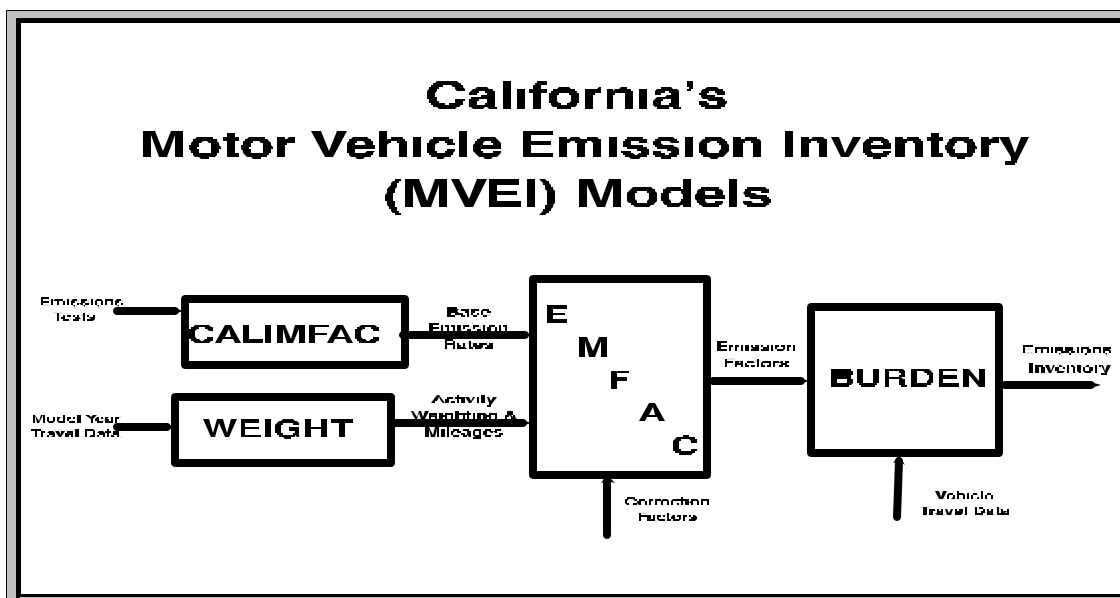 California's
Motor Vehicle Emission Inventory
(MVEI) Models
Emissions
Tests
CALIMFAC
Base
Emission
Rates
Model Year
Travel Data
WEIGHT
Activity
Weighting &
Mileages
E
M
F
A
C
Correction
Factors
Emission
Factors
BURDEN
Vehicle
Travel Data
Emissions
Inventory